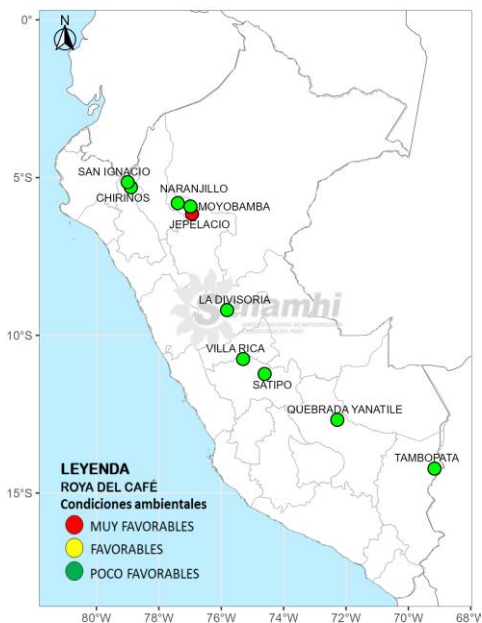 N
0°
SAN IGNACIO
5°S
CHIRINOS
NARANJILLO
MOYOBAMBA
JEPELACIO
LA DIVISORIA
Senamhi
10°S
VILLA RICA
SATIPO
QUEBRADA YANATILE
TAMBOPATA
LEYENDA
15°S
ROYA DEL CAFÉ
Condiciones ambientales
MUY FAVORABLES
FAVORABLES
POCO FAVORABLES
80°W 78°W 76°W 74°W 72°W 70°W 68°W